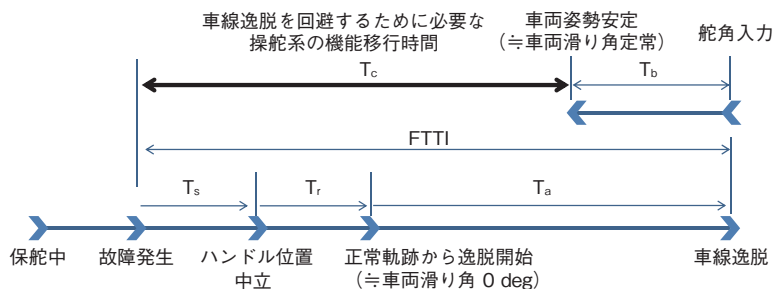 車線逸脱を回避するために必要な
操舵系の機能移行時間
車両姿勢安定
(≒車両滑り角定常)
舵角入力
Tc
Tb
FTTI
Ts
Tr
Ta
保舵中
故障発生
ハンドル位置
中立
正常軌跡から逸脱開始
(≒車両滑り角 0 deg)
車線逸脱